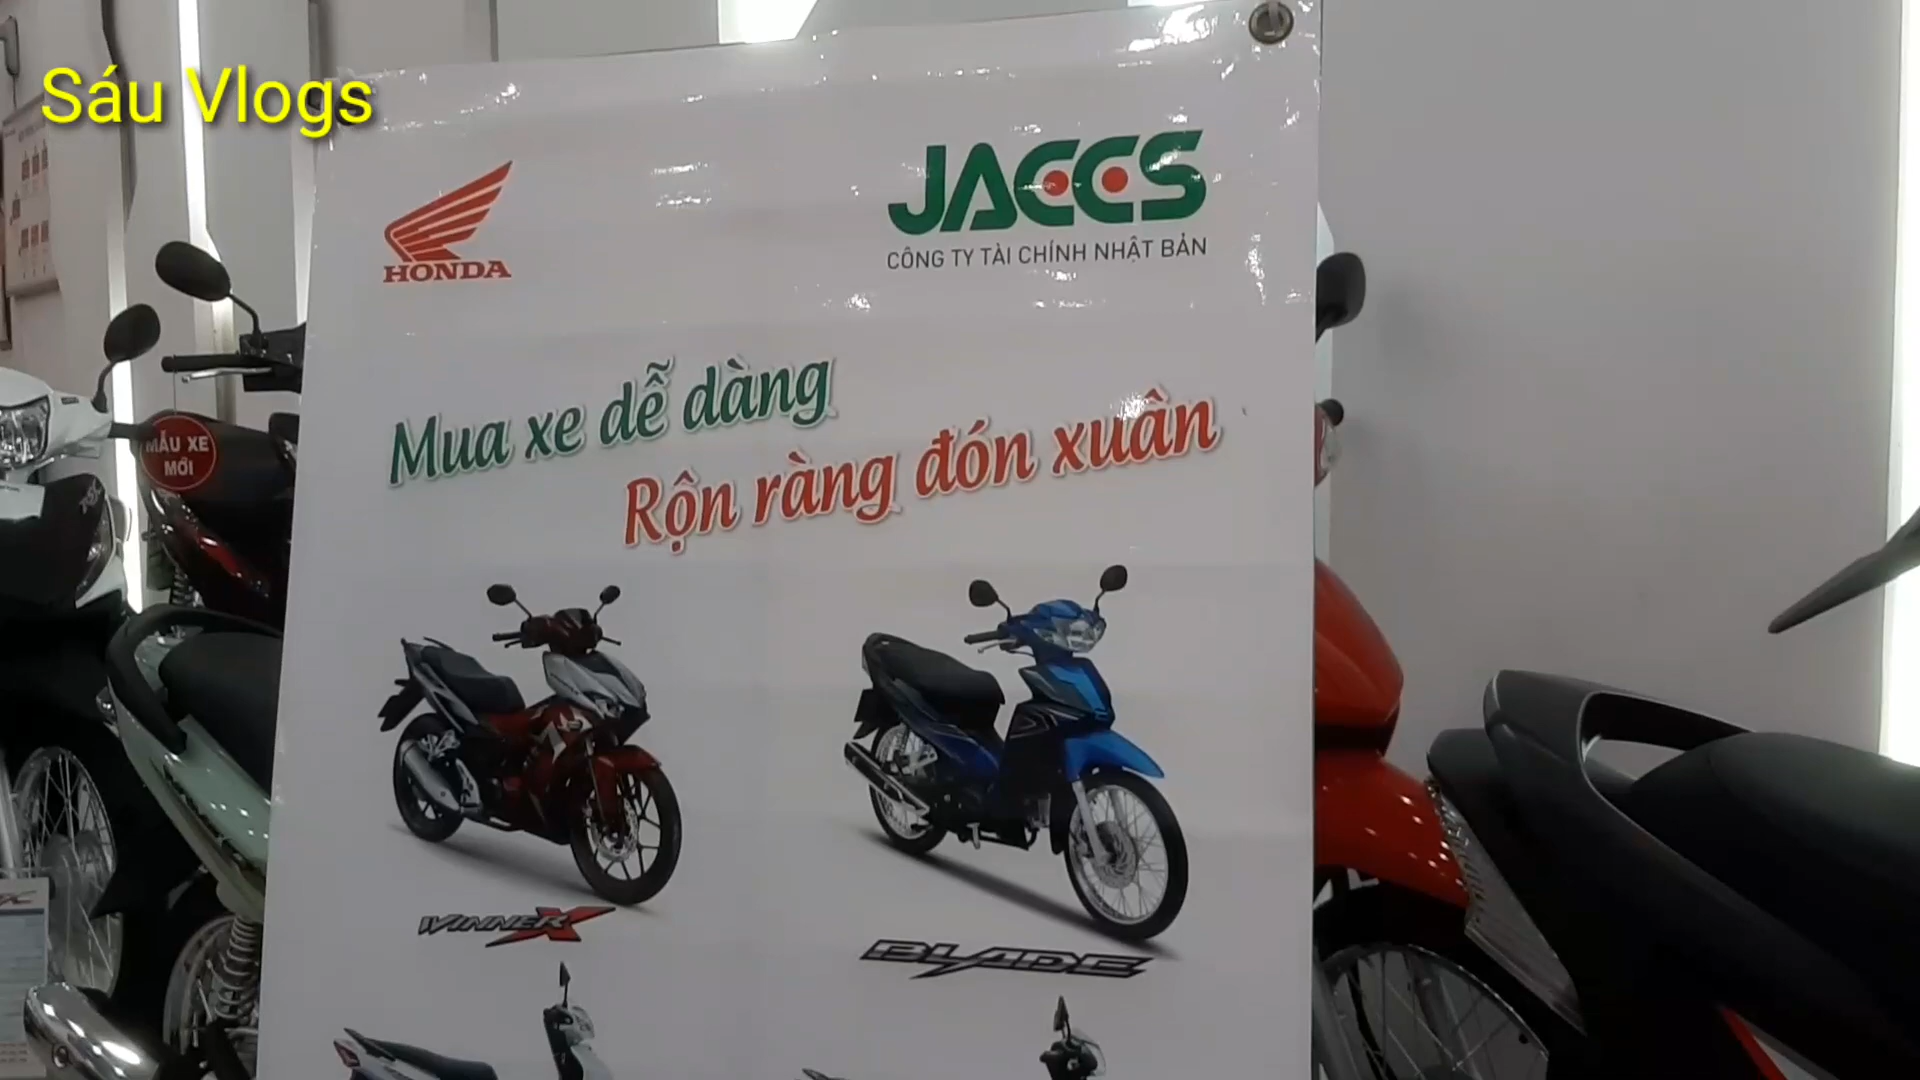 Sáu Vlogs
HONDA
JACCS
CÔNG TY TÀI CHÍNH NHẬT BẢN
Mua xe dễ dàng
Rộn ràng đón xuân
MẪU XE
MỚI
WINNER X
BLADE